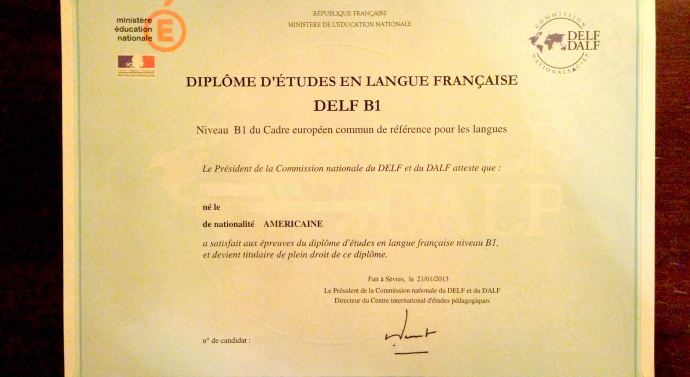 ministère
éducation
nationale
É
RÉPUBLIQUE FRANÇAISE
RÉPUBLIQUE FRANÇAISE
MINISTÈRE DE L'ÉDUCATION NATIONALE
COMMISSION
DELF
DALF
NATIONALE
DIPLÔME D'ÉTUDES EN LANGUE FRANÇAISE
DELF B1
Niveau B1 du Cadre européen commun de référence pour les langues
Le Président de la Commission nationale du DELF et du DALF atteste que :
DALF
né le
de nationalité AMERICAINE
a satisfait aux épreuves du diplôme d'études en langue française niveau B1,
et devient titulaire de plein droit de ce diplôme.
Fait à Sèvres, le 21/01/2013
Le Président de la Commission nationale du DELF et du DALF
Directeur du Centre international d'études pédagogiques
n° de candidat :